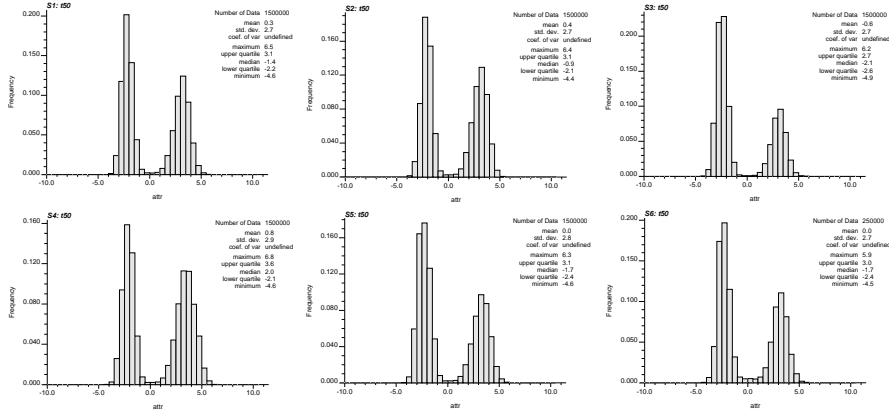 S1: t50
Number of Data 1500000
mean 0.3
std. dev. 2.7
coef. of var undefined
maximum 6.5
upper quartile 3.1
median -1.4
lower quartile -2.2
minimum -4.6
Frequency
0.200
0.150
0.100
0.050
0.000
-10.0 -5.0 0.0 5.0 10.0
attr
S2: t50
Number of Data 1500000
mean 0.4
std. dev. 2.7
coef. of var undefined
maximum 6.4
upper quartile 3.1
median -0.9
lower quartile -2.1
minimum -4.4
Frequency
0.160
0.120
0.080
0.040
0.000
-10.0 -5.0 0.0 5.0 10.0
attr
S3: t50
Number of Data 1500000
mean -0.6
std. dev. 2.7
coef. of var undefined
maximum 6.2
upper quartile 2.7
median -2.1
lower quartile -2.6
minimum -4.9
Frequency
0.200
0.100
0.000
-10.0 -5.0 0.0 5.0 10.0
attr
S4: t50
Number of Data 1500000
mean 0.8
std. dev. 2.9
coef. of var undefined
maximum 6.8
upper quartile 3.6
median 2.0
lower quartile -2.1
minimum -4.6
Frequency
0.160
0.120
0.080
0.040
0.000
-10.0 -5.0 0.0 5.0 10.0
attr
S5: t50
Number of Data 1500000
mean 0.0
std. dev. 2.8
coef. of var undefined
maximum 6.3
upper quartile 3.1
median -1.7
lower quartile -2.4
minimum -4.6
Frequency
0.160
0.120
0.080
0.040
0.000
-10.0 -5.0 0.0 5.0 10.0
attr
S6: t50
Number of Data 250000
mean 0.0
std. dev. 2.7
coef. of var undefined
maximum 5.9
upper quartile 3.0
median -1.7
lower quartile -2.4
minimum -4.5
Frequency
0.200
0.150
0.100
0.050
0.000
-10.0 -5.0 0.0 5.0 10.0
attr